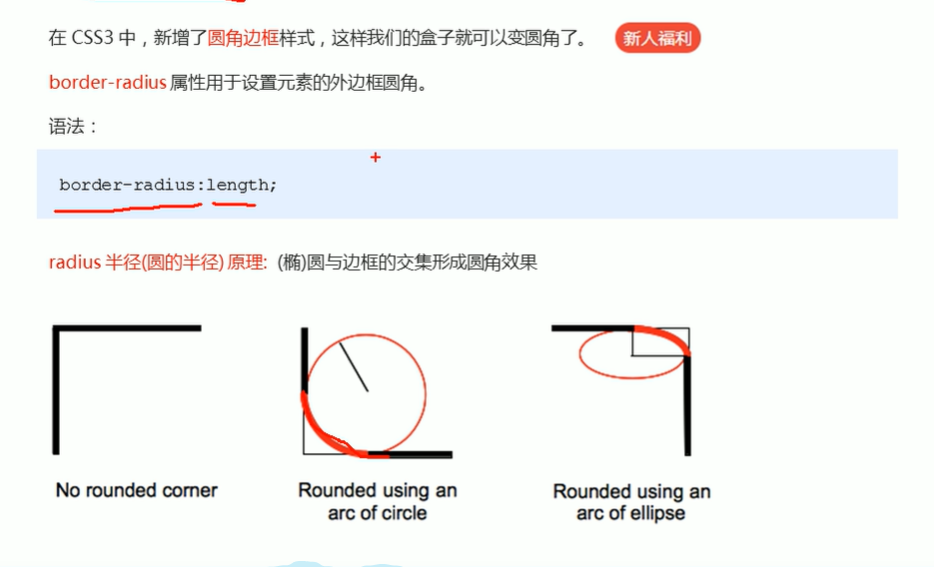 在 CSS3 中，新增了圆角边框样式，这样我们的盒子就可以变圆角了。 新人福利
border-radius 属性用于设置元素的外边框圆角。
语法：
border-radius:length;
radius 半径(圆的半径) 原理: (椭)圆与边框的交集形成圆角效果
No rounded corner
Rounded using an
arc of circle
Rounded using an
arc of ellipse